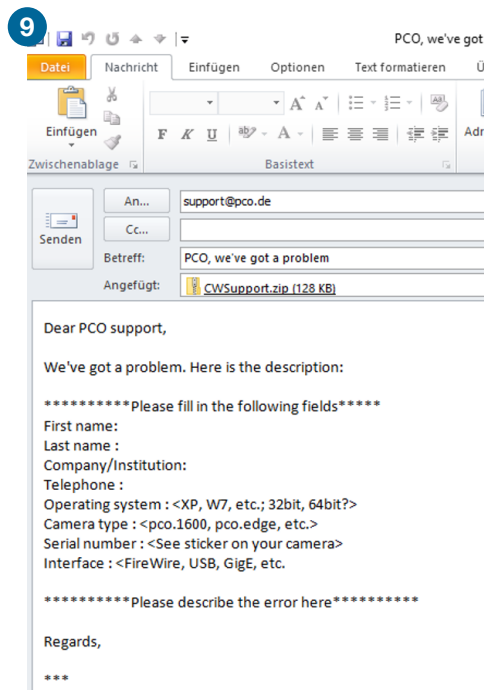 9
PCO, we've got
Datei Nachricht Einfügen Optionen Text formatieren Ü
Einfügen
F K U
Adr
Zwischenablage Basistext
Senden
An... support@pco.de
Cc...
Betreff: PCO, we've got a problem
Angefügt: CWSupport.zip (128 KB)
Dear PCO support,
We've got a problem. Here is the description:
**********Please fill in the following fields*****
First name:
Last name :
Company/Institution:
Telephone :
Operating system : <XP, W7, etc.; 32bit, 64bit?>
Camera type : <pco.1600, pco.edge, etc.>
Serial number : <See sticker on your camera>
Interface : <FireWire, USB, GigE, etc.
**********Please describe the error here**********
Regards,
***